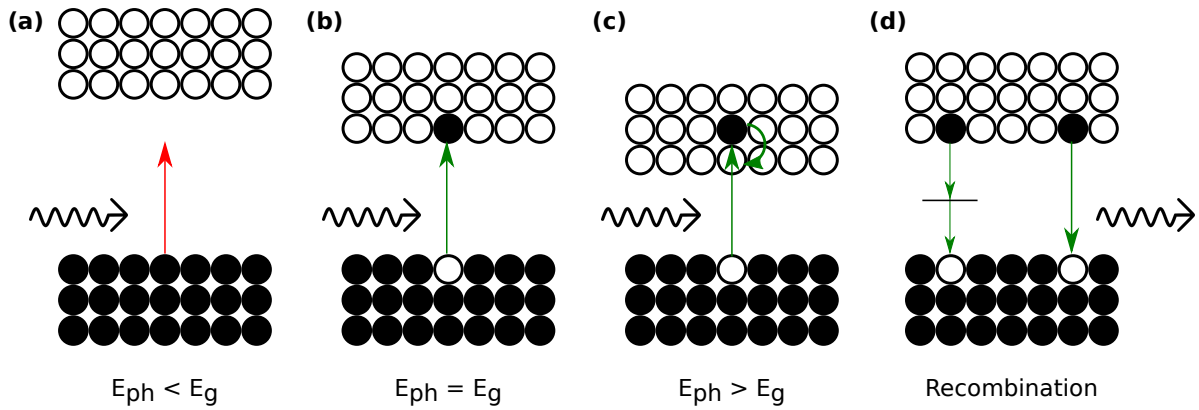 (a)
(b)
(c)
(d)
Eph < Eg
Eph = Eg
Eph > Eg
Recombination